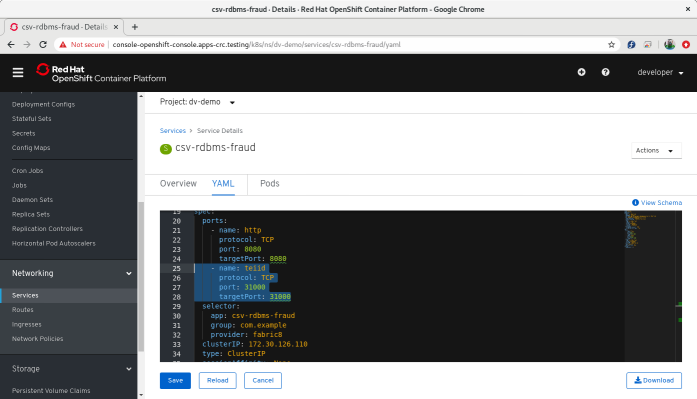 csv-rdbms-fraud · Details · Red Hat OpenShift Container Platform - Google Chrome
csv-rdbms-fraud · Details
Not secure | console-openshift-console.apps-crc.testing/k8s/ns/dv-demo/services/csv-rdbms-fraud/yaml
Red Hat
OpenShift Container Platform
developer
Deployment Configs
Stateful Sets
Secrets
Config Maps
Cron Jobs
Jobs
Daemon Sets
Replica Sets
Replication Controllers
Horizontal Pod Autoscalers
Networking
Services
Routes
Ingresses
Network Policies
Storage
Persistent Volume Claims
Project: dv-demo
Services > Service Details
S csv-rdbms-fraud
Actions
Overview YAML Pods
View Schema
19 spec:
20 ports:
21 - name: http
22 protocol: TCP
23 port: 8080
24 targetPort: 8080
25 - name: teiid
26 protocol: TCP
27 port: 31000
28 targetPort: 31000
29 selector:
30 app: csv-rdbms-fraud
31 group: com.example
32 provider: fabric8
33 clusterIP: 172.30.126.110
34 type: ClusterIP
Save Reload Cancel
Download